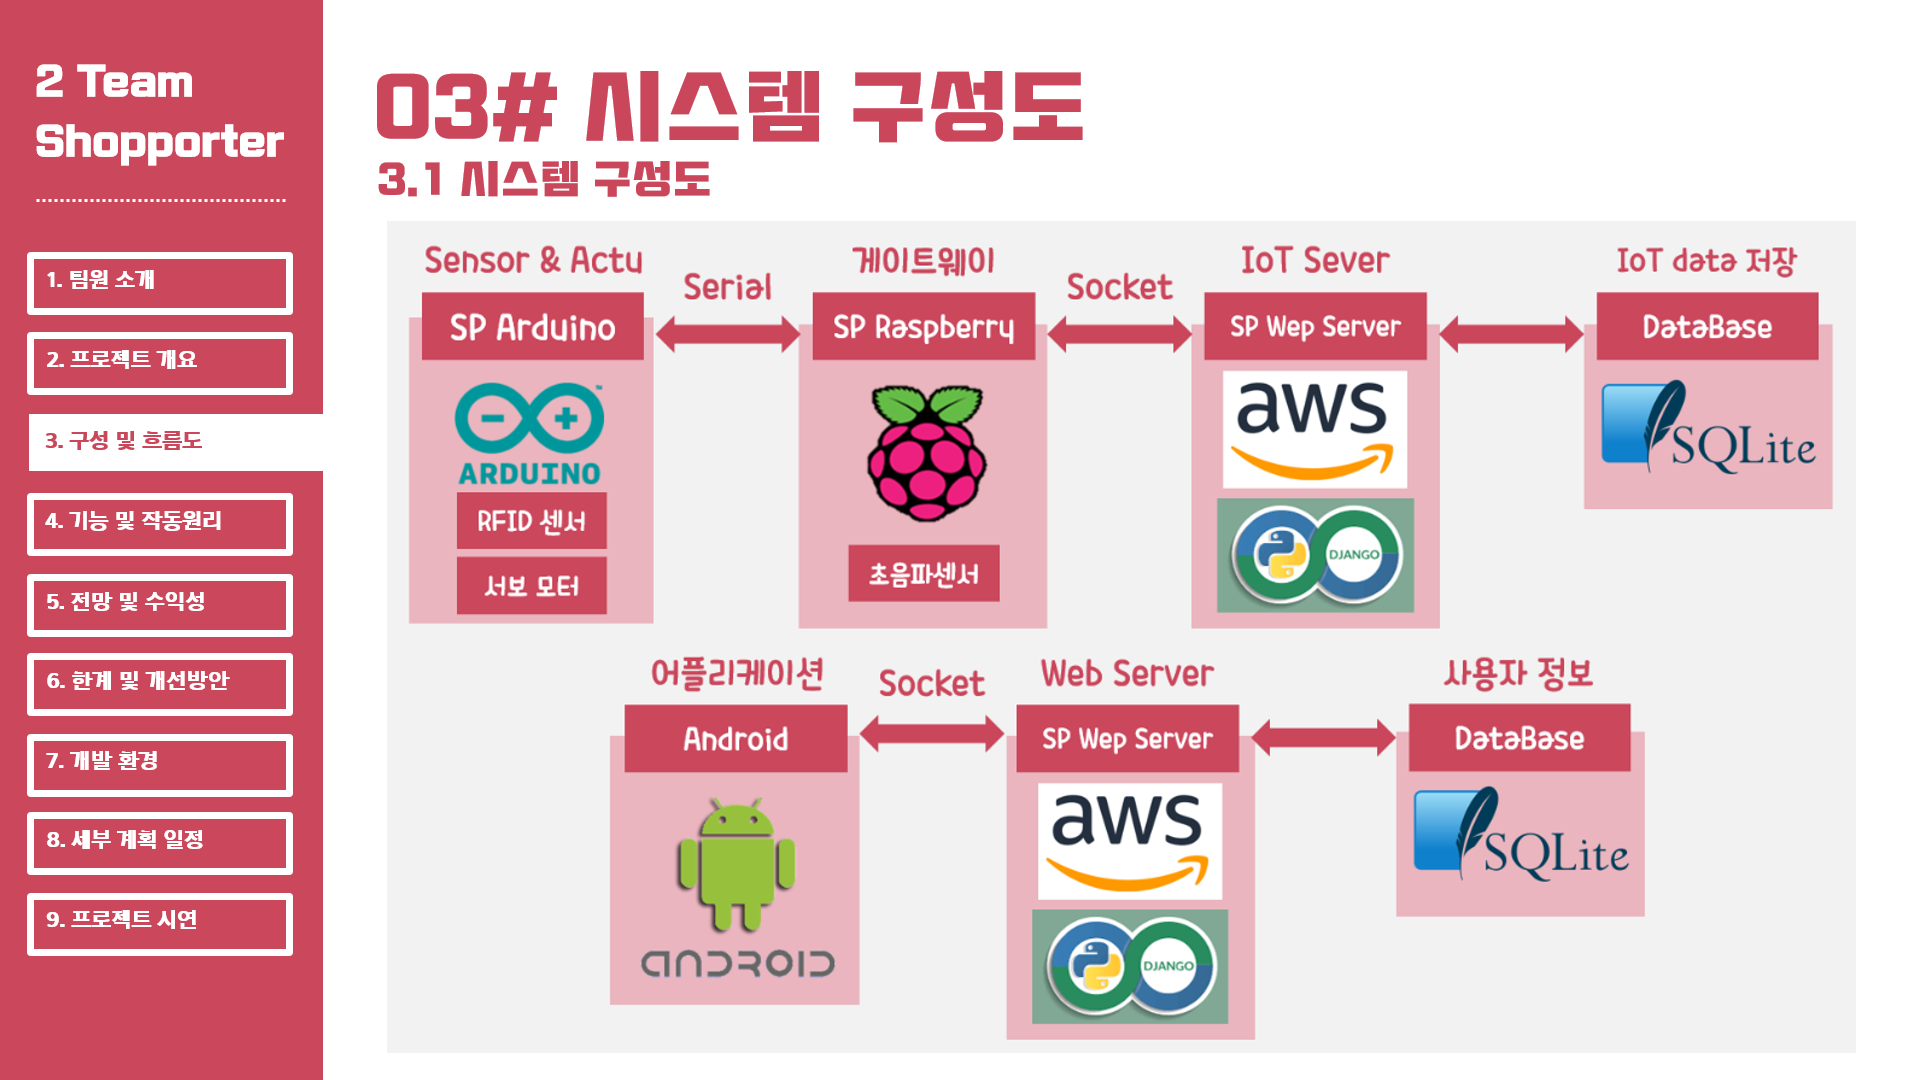 2 Team
Shopporter
1. 팀원 소개
2. 프로젝트 개요
3. 구성 및 흐름도
4. 기능 및 작동원리
5. 전망 및 수익성
6. 한계 및 개선방안
7. 개발 환경
8. 세부 계획 일정
9. 프로젝트 시연
03# 시스템 구성도
3.1 시스템 구성도
Sensor & Actu
Serial
게이트웨이
Socket
IoT Sever
IoT data 저장
SP Arduino
SP Raspberry
SP Wep Server
DataBase
ARDUINO
™
RFID 센서
서보 모터
초음파센서
aws
DJANGO
SQLite
어플리케이션
Socket
Web Server
사용자 정보
Android
SP Wep Server
DataBase
ANDROID
aws
DJANGO
SQLite